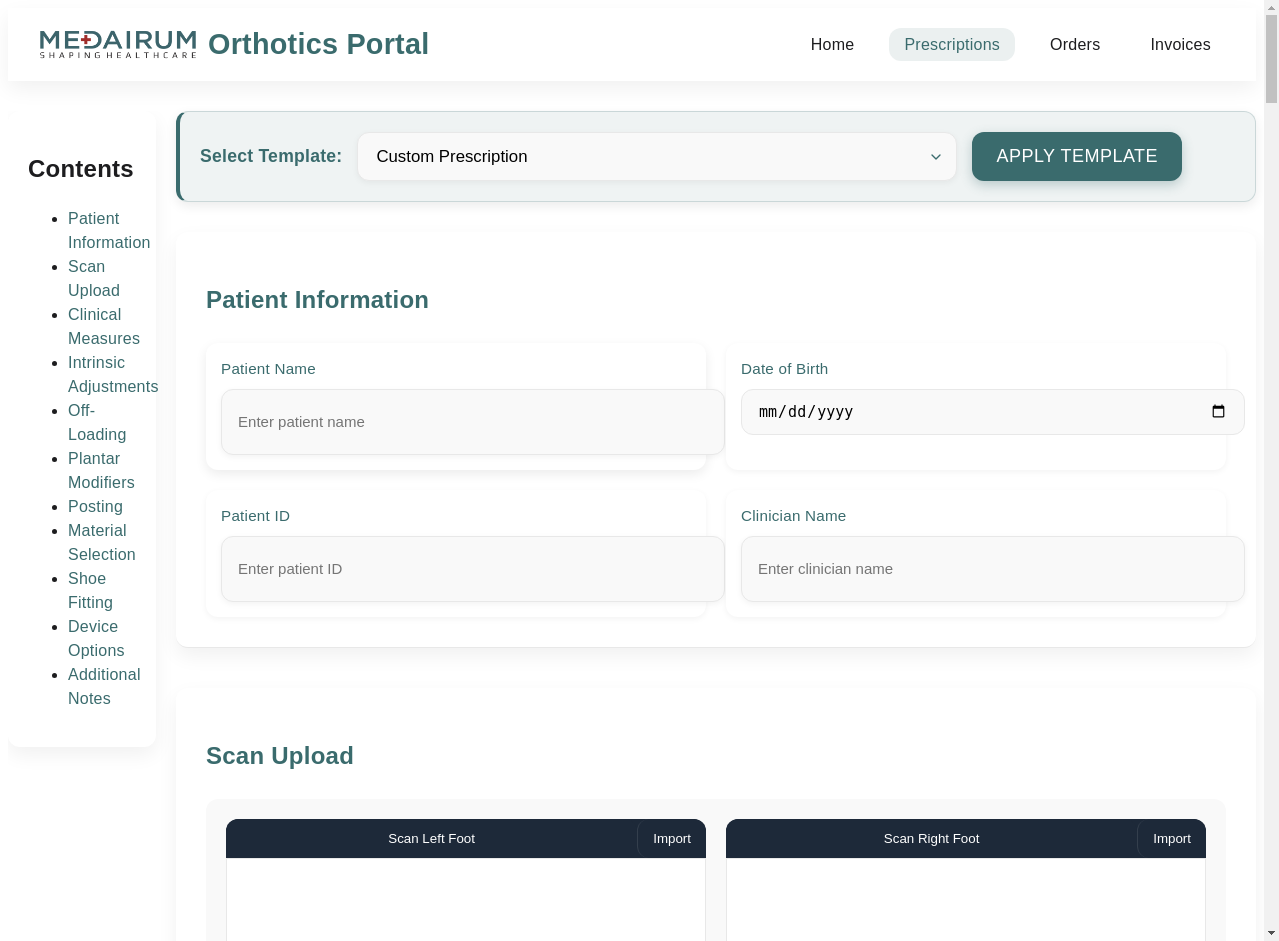 MEDAIRUM
SHAPING HEALTHCARE
Orthotics Portal
Home
Prescriptions
Orders
Invoices
Contents
Patient
Information
Scan
Upload
Clinical
Measures
Intrinsic
Adjustments
Off-
Loading
Plantar
Modifiers
Posting
Material
Selection
Shoe
Fitting
Device
Options
Additional
Notes
Select Template:
Custom Prescription
APPLY TEMPLATE
Patient Information
Patient Name
Enter patient name
Date of Birth
mm/dd/yyyy
Patient ID
Enter patient ID
Clinician Name
Enter clinician name
Scan Upload
Scan Left Foot
Import
Scan Right Foot
Import